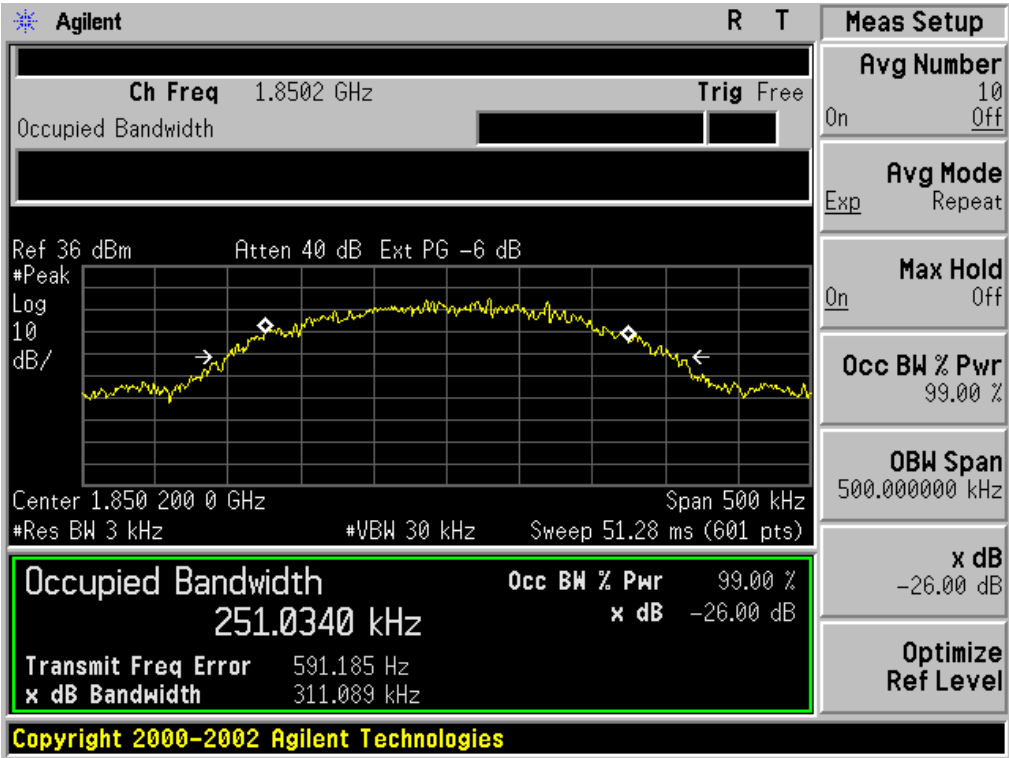 Agilent R T Meas Setup
Ch Freq 1.8502 GHz Trig Free
Occupied Bandwidth
Ref 36 dBm Atten 40 dB Ext PG -6 dB
#Peak
Log
10
dB/
Center 1.850 200 0 GHz Span 500 kHz
#Res BW 3 kHz #VBW 30 kHz Sweep 51.28 ms (601 pts)
Occupied Bandwidth Occ BW % Pwr 99.00 %
251.0340 kHz x dB -26.00 dB
Transmit Freq Error 591.185 Hz
x dB Bandwidth 311.089 kHz
Copyright 2000-2002 Agilent Technologies
Avg Number
10
On Off
Avg Mode
Exp Repeat
Max Hold
On Off
Occ BW % Pwr
99.00 %
OBW Span
500.000000 kHz
x dB
-26.00 dB
Optimize
Ref Level